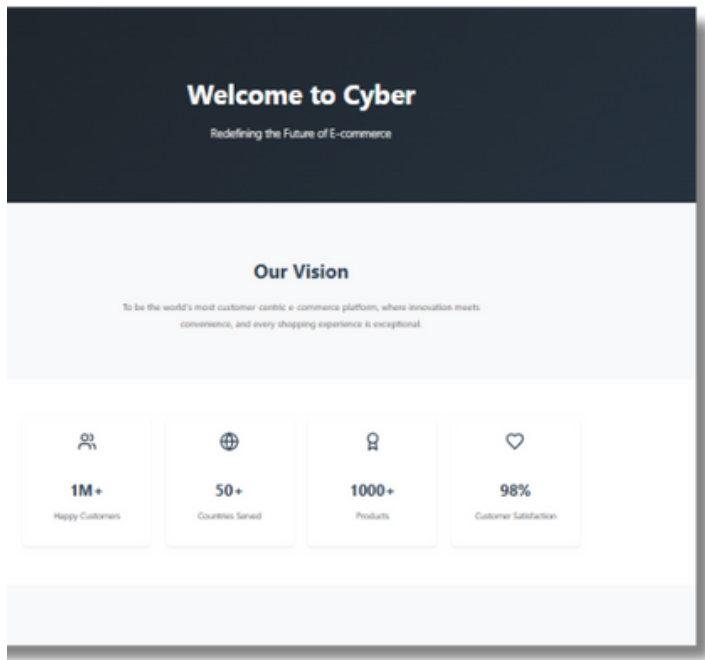 Welcome to Cyber
Redefining the Future of E-commerce
Our Vision
To be the world's most customer-centric e-commerce platform, where innovation meets
convenience, and every shopping experience is exceptional.
1M+
50+
1000+
98%
Happy Customers
Countries Served
Products
Customer Satisfaction